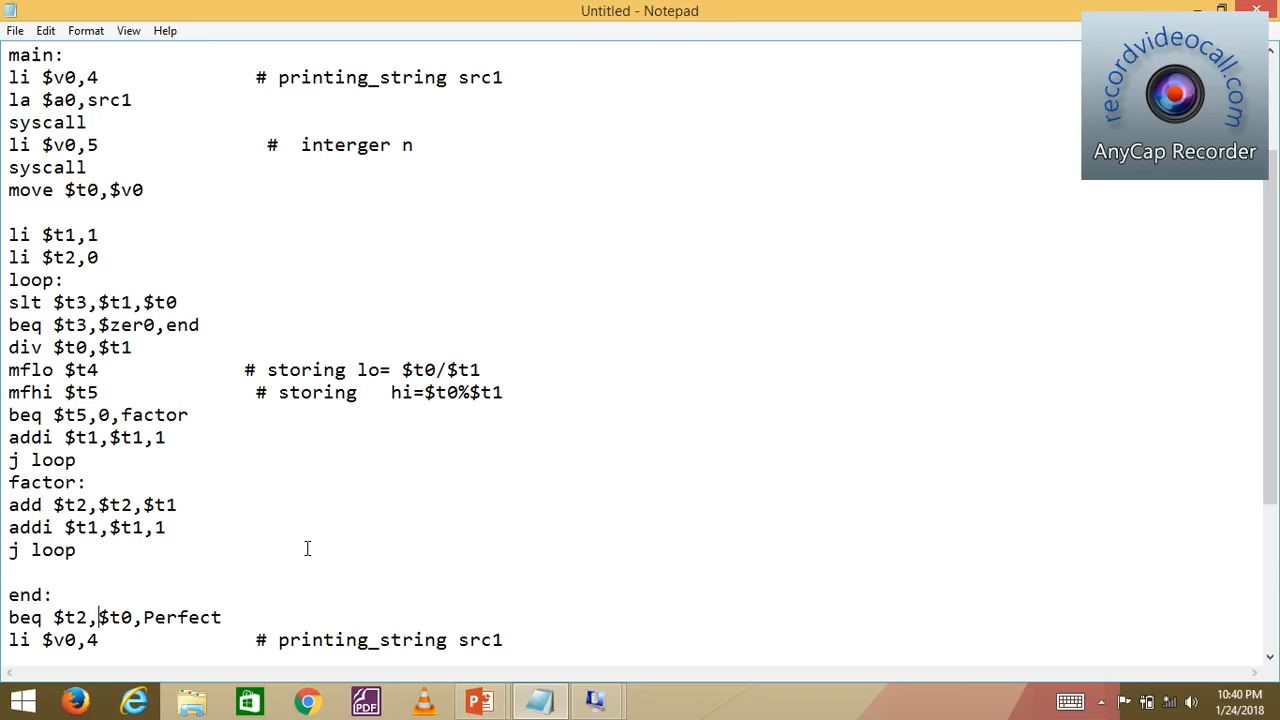 Untitled - Notepad
File Edit Format View Help
main:
li $v0,4 # printing_string src1
la $a0,src1
syscall
li $v0,5 # interger n
syscall
move $t0,$v0
li $t1,1
li $t2,0
loop:
slt $t3,$t1,$t0
beq $t3,$zer0,end
div $t0,$t1
mflo $t4 # storing lo= $t0/$t1
mfhi $t5 # storing hi=$t0%$t1
beq $t5,0,factor
addi $t1,$t1,1
j loop
factor:
add $t2,$t2,$t1
addi $t1,$t1,1
j loop
end:
beq $t2,$t0,Perfect
li $v0,4 # printing_string src1
recordvideocall.com
AnyCap Recorder
PDF
10:40 PM
1/24/2018